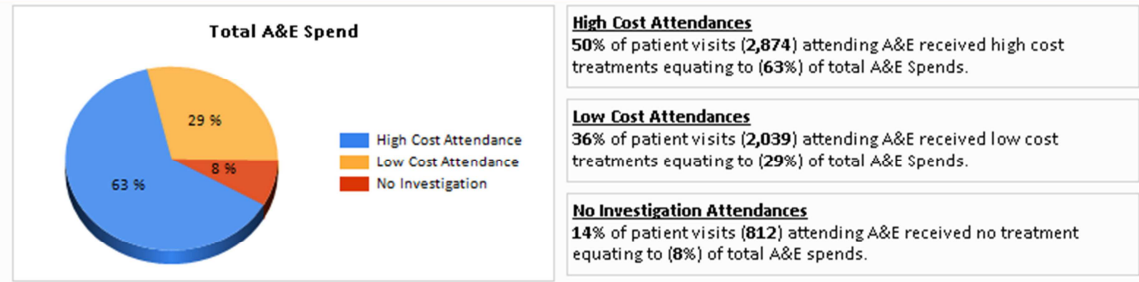 Total A&E Spend
29 %
8 %
63 %
High Cost Attendance
Low Cost Attendance
No Investigation
High Cost Attendances
50% of patient visits (2,874) attending A&E received high cost
treatments equating to (63%) of total A&E Spends.
Low Cost Attendances
36% of patient visits (2,039) attending A&E received low cost
treatments equating to (29%) of total A&E Spends.
No Investigation Attendances
14% of patient visits (812) attending A&E received no treatment
equating to (8%) of total A&E spends.